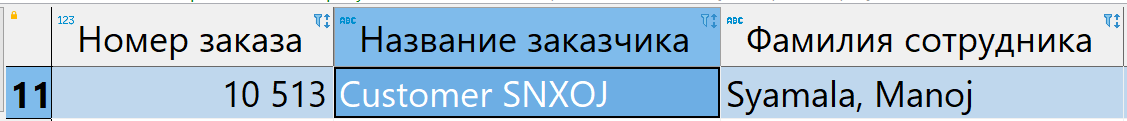 123 ABC ABC
Номер заказа Название заказчика Фамилия сотрудника
11 10 513 Customer SNXOJ Syamala, Manoj